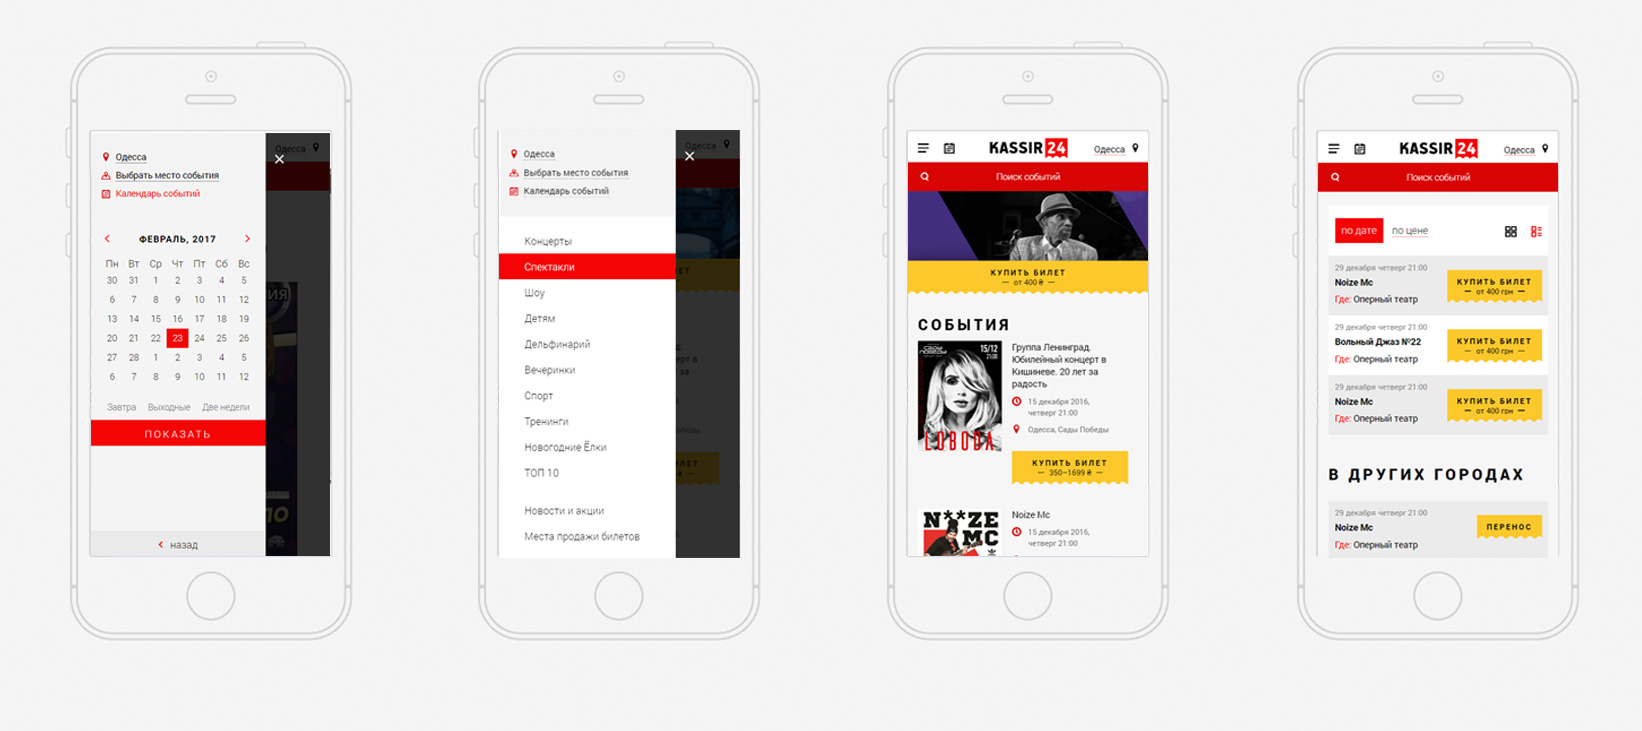 Одесса
Выбрать место события
Календарь событий
Одесса
ФЕВРАЛЬ, 2017
Пн Вт Ср Чт Пт Сб Вс
30 31 1 2 3 4 5
6 7 8 9 10 11 12
13 14 15 16 17 18 19
20 21 22 23 24 25 26
27 28 1 2 3 4 5
6 7 8 9 10 11 12
Завтра Выходные Две недели
ПОКАЗАТЬ
назад
Одесса
Выбрать место события
Календарь событий
Одесса
Концерты
Спектакли
Шоу
Детям
Дельфинарий
Вечеринки
Спорт
Тренинги
Новогодние Ёлки
ТОП 10
Новости и акции
Места продажи билетов
KASSIR 24
Одесса
Поиск событий
КУПИТЬ БИЛЕТ
— от 400 ₴ —
СОБЫТИЯ
15/12
21:00
LOBODA
Группа Ленинград.
Юбилейный концерт в
Кишиневе. 20 лет за
радость
15 декабря 2016,
четверг 21:00
Одесса, Сады Победы
КУПИТЬ БИЛЕТ
— 350–1699 ₴ —
N**ZE
MC
Noize Mc
15 декабря 2016,
четверг 21:00
KASSIR 24
Одесса
Поиск событий
по дате по цене
29 декабря четверг 21:00
Noize Mc
Где: Оперный театр
КУПИТЬ БИЛЕТ
— от 400 грн —
29 декабря четверг 21:00
Вольный Джаз №22
Где: Оперный театр
КУПИТЬ БИЛЕТ
— от 400 грн —
29 декабря четверг 21:00
Noize Mc
Где: Оперный театр
КУПИТЬ БИЛЕТ
— от 400 грн —
В ДРУГИХ ГОРОДАХ
29 декабря четверг 21:00
Noize Mc
Где: Оперный театр
ПЕРЕНОС